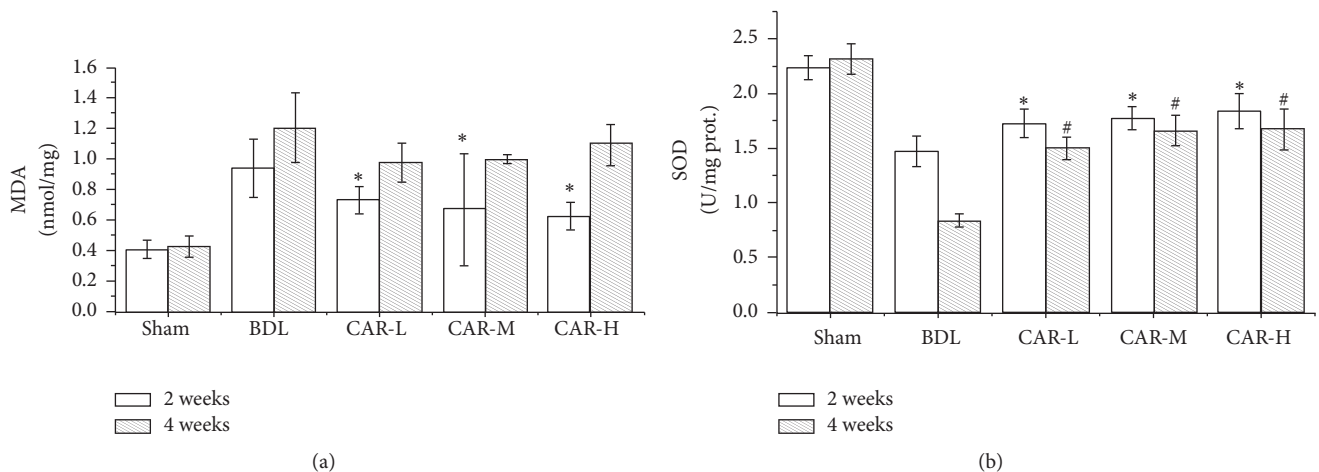 MDA
(nmol/mg)
1.6
1.4
1.2
1.0
0.8
0.6
0.4
0.2
0.0
*
*
*
Sham BDL CAR-L CAR-M CAR-H
2 weeks
4 weeks
(a)
SOD
(U/mg prot.)
2.5
2.0
1.5
1.0
0.5
0.0
* # * # * #
Sham BDL CAR-L CAR-M CAR-H
2 weeks
4 weeks
(b)